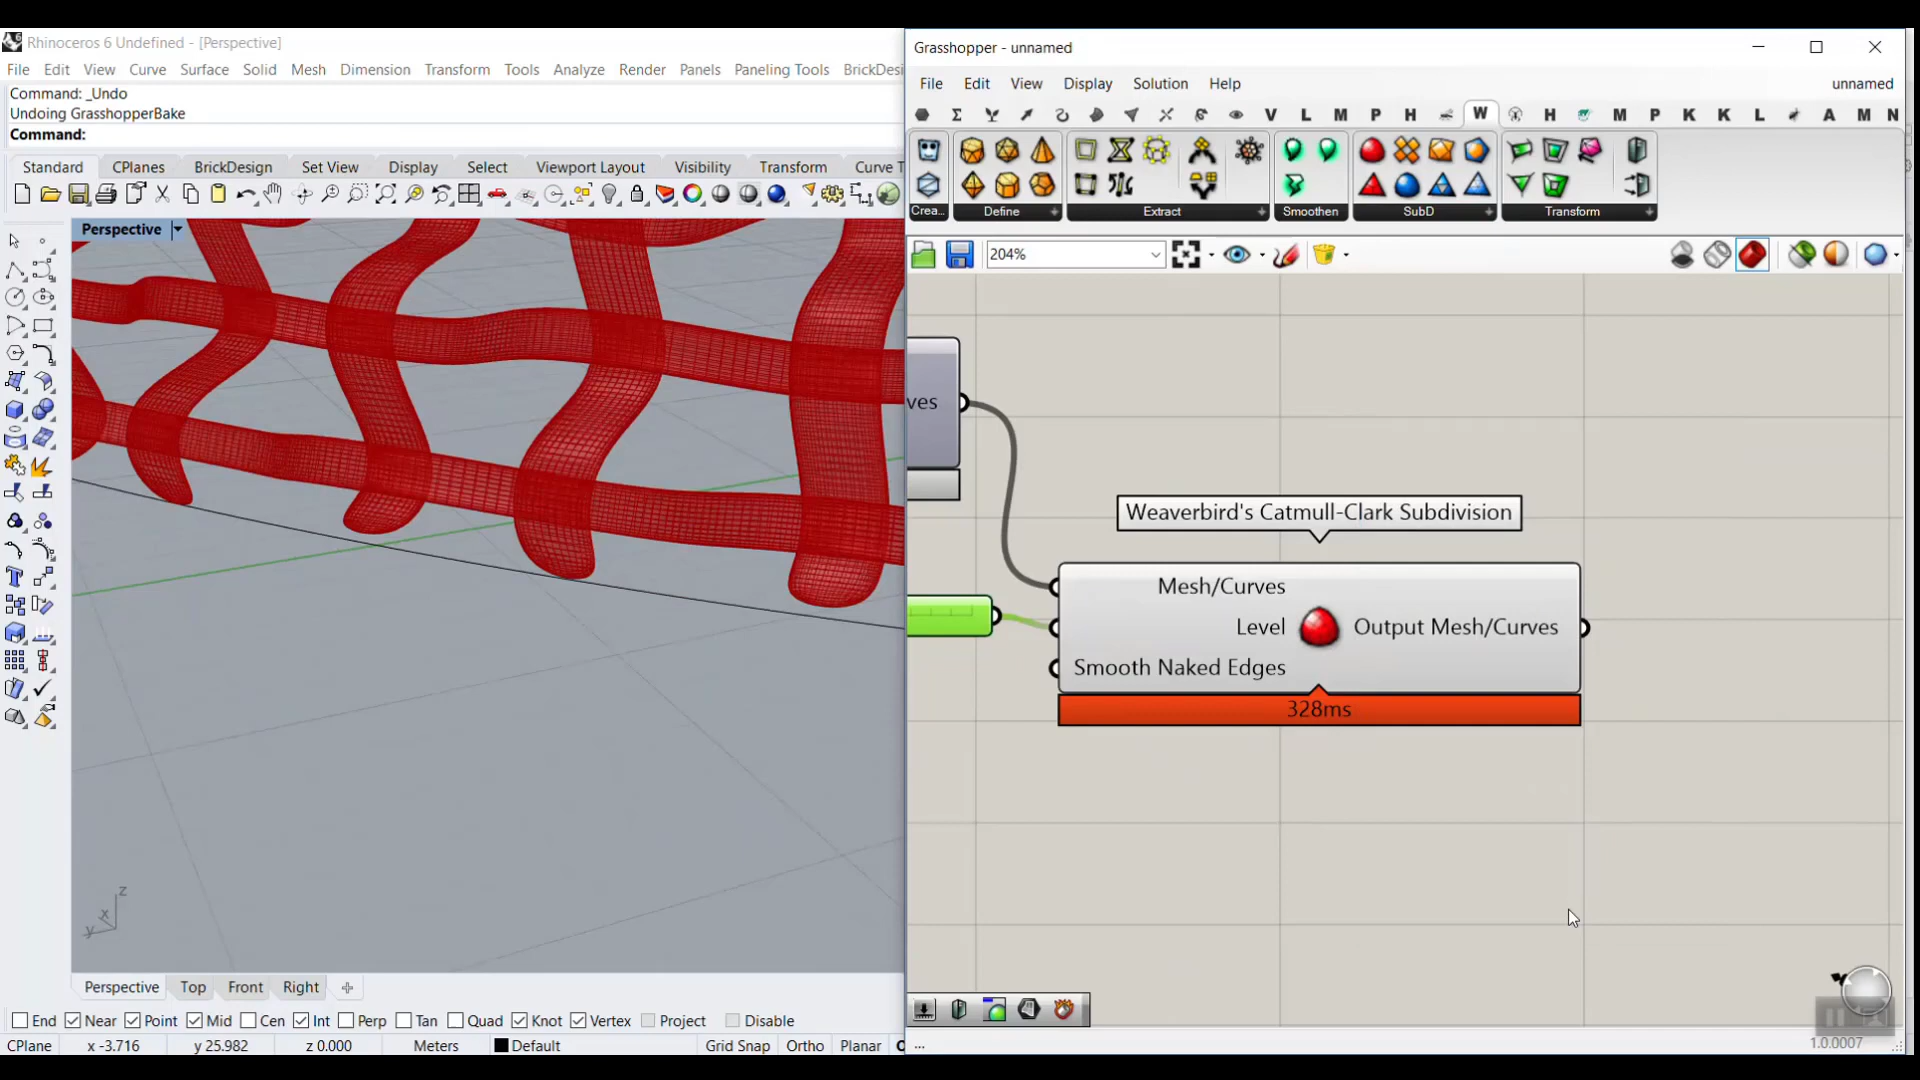 Rhinoceros 6 Undefined - [Perspective]
File Edit View Curve Surface Solid Mesh Dimension Transform Tools Analyze Render Panels Paneling Tools BrickDesi
Command: _Undo
Undoing GrasshopperBake
Command:
Standard CPlanes BrickDesign Set View Display Select Viewport Layout Visibility Transform Curve T
Perspective
z
x
y
Perspective Top Front Right
End Near Point Mid Cen Int Perp Tan Quad Knot Vertex Project Disable
CPlane x -3.716 y 25.982 z 0.000 Meters Default Grid Snap Ortho Planar
Grasshopper - unnamed
File Edit View Display Solution Help unnamed
V L M P H W H M P K K L A M N
Crea... Define Extract Smoothen SubD Transform
204%
ves
Weaverbird's Catmull-Clark Subdivision
Mesh/Curves
Level Output Mesh/Curves
Smooth Naked Edges
328ms
...
1.0.0007